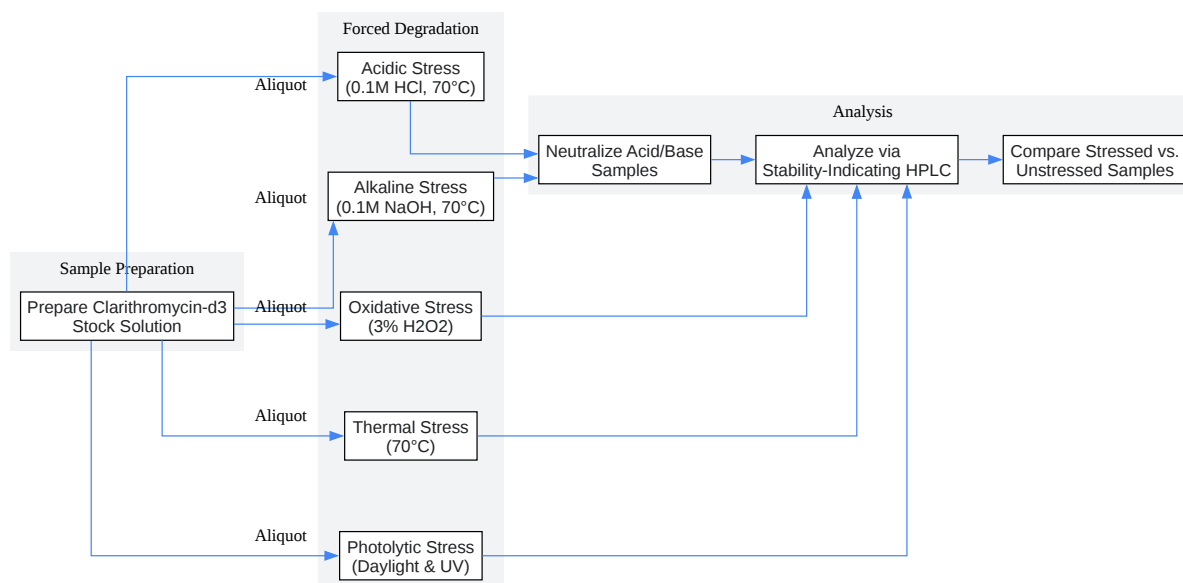 Forced Degradation
Aliquot
Acidic Stress
(0.1M HCl, 70°C)
Analysis
Neutralize Acid/Base
Samples
Analyze via
Stability-Indicating HPLC
Compare Stressed vs.
Unstressed Samples
Aliquot
Alkaline Stress
(0.1M NaOH, 70°C)
Sample Preparation
Prepare Clarithromycin-d3
Stock Solution
Aliquot
Oxidative Stress
(3% H2O2)
Aliquot
Thermal Stress
(70°C)
Aliquot
Photolytic Stress
(Daylight & UV)